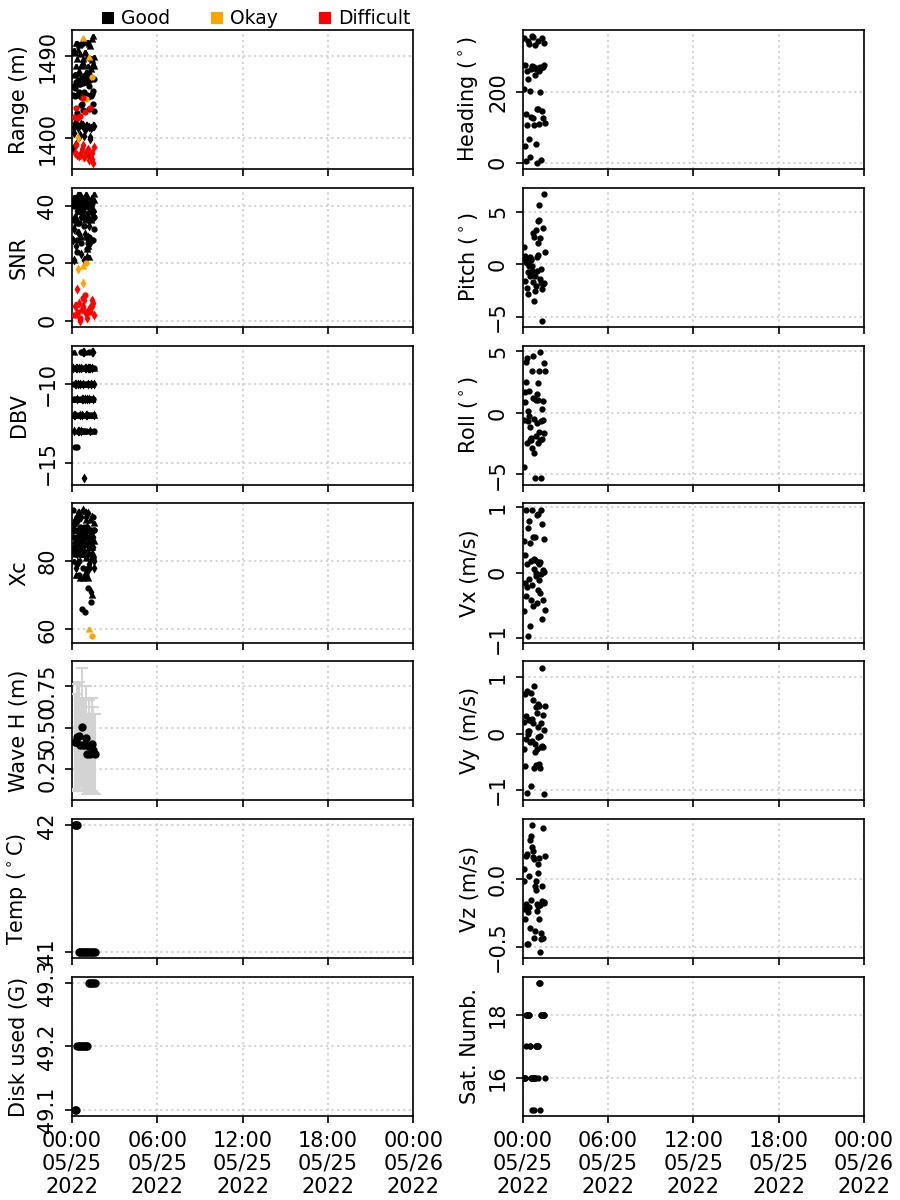 Good Okay Difficult
Range (m)
1490
1400
Heading (°)
200
0
SNR
40
20
0
Pitch (°)
5
0
−5
DBV
−10
−15
Roll (°)
5
0
−5
Xc
80
60
Vx (m/s)
1
0
−1
Wave H (m)
0.75
0.50
0.25
Vy (m/s)
1
0
−1
Temp (°C)
42
41
Vz (m/s)
0.0
−0.5
Disk used (G)
49.3
49.2
49.1
Sat. Numb.
18
16
00:00 06:00 12:00 18:00 00:00
05/25 05/25 05/25 05/25 05/26
2022 2022 2022 2022 2022
00:00 06:00 12:00 18:00 00:00
05/25 05/25 05/25 05/25 05/26
2022 2022 2022 2022 2022